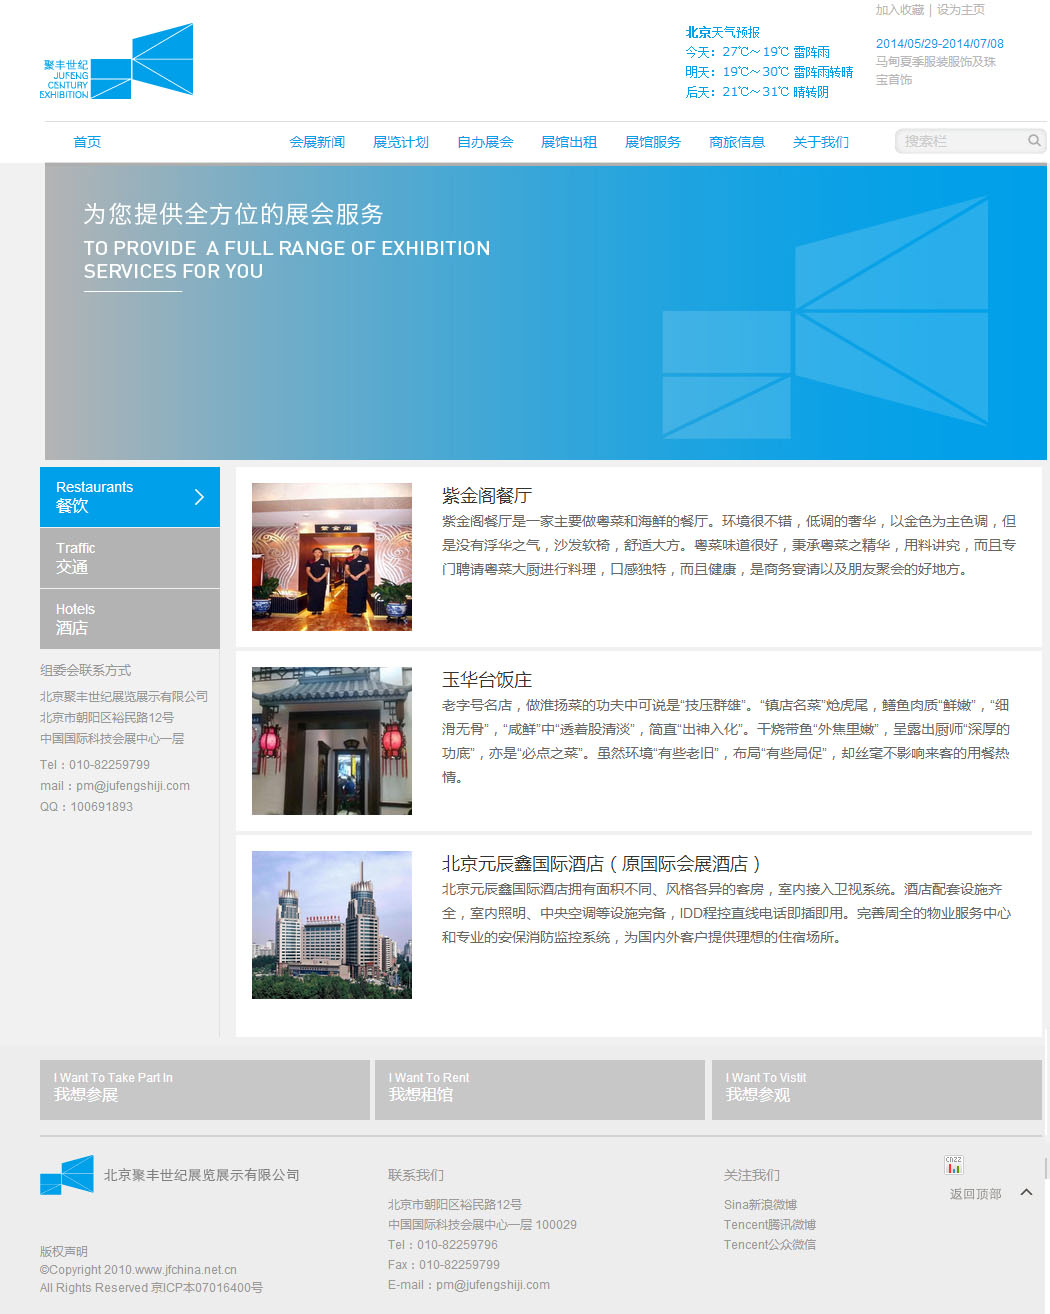 加入收藏 | 设为主页
聚丰世纪
JUFENG
CENTURY
EXHIBITION
北京天气预报
今天：27℃～19℃ 雷阵雨
明天：19℃～30℃ 雷阵雨转晴
后天：21℃～31℃ 晴转阴
2014/05/29-2014/07/08
马甸夏季服装服饰及珠
宝首饰
首页 会展新闻 展览计划 自办展会 展馆出租 展馆服务 商旅信息 关于我们 搜索栏
为您提供全方位的展会服务
TO PROVIDE A FULL RANGE OF EXHIBITION
SERVICES FOR YOU
Restaurants
餐饮
Traffic
交通
Hotels
酒店
组委会联系方式
北京聚丰世纪展览展示有限公司
北京市朝阳区裕民路12号
中国国际科技会展中心一层
Tel：010-82259799
mail：pm@jufengshiji.com
QQ：100691893
紫金阁
紫金阁餐厅
紫金阁餐厅是一家主要做粤菜和海鲜的餐厅。环境很不错，低调的奢华，以金色为主色调，但
是没有浮华之气，沙发软椅，舒适大方。粤菜味道很好，秉承粤菜之精华，用料讲究，而且专
门聘请粤菜大厨进行料理，口感独特，而且健康，是商务宴请以及朋友聚会的好地方。
玉华台饭庄
老字号名店，做淮扬菜的功夫中可说是“技压群雄”。“镇店名菜”炝虎尾，鳝鱼肉质“鲜嫩”，“细
滑无骨”，“咸鲜”中“透着股清淡”，简直“出神入化”。干烧带鱼“外焦里嫩”，呈露出厨师“深厚的
功底”，亦是“必点之菜”。虽然环境“有些老旧”，布局“有些局促”，却丝毫不影响来客的用餐热
情。
北京元辰鑫国际酒店（原国际会展酒店）
北京元辰鑫国际酒店拥有面积不同、风格各异的客房，室内接入卫视系统。酒店配套设施齐
全，室内照明、中央空调等设施完备，IDD程控直线电话即插即用。完善周全的物业服务中心
和专业的安保消防监控系统，为国内外客户提供理想的住宿场所。
I Want To Take Part In
我想参展
I Want To Rent
我想租馆
I Want To Vistit
我想参观
北京聚丰世纪展览展示有限公司
版权声明
©Copyright 2010.www.jfchina.net.cn
All Rights Reserved 京ICP本07016400号
联系我们
北京市朝阳区裕民路12号
中国国际科技会展中心一层 100029
Tel：010-82259796
Fax：010-82259799
E-mail：pm@jufengshiji.com
关注我们
Sina新浪微博
Tencent腾讯微博
Tencent公众微信
CNZZ
返回顶部